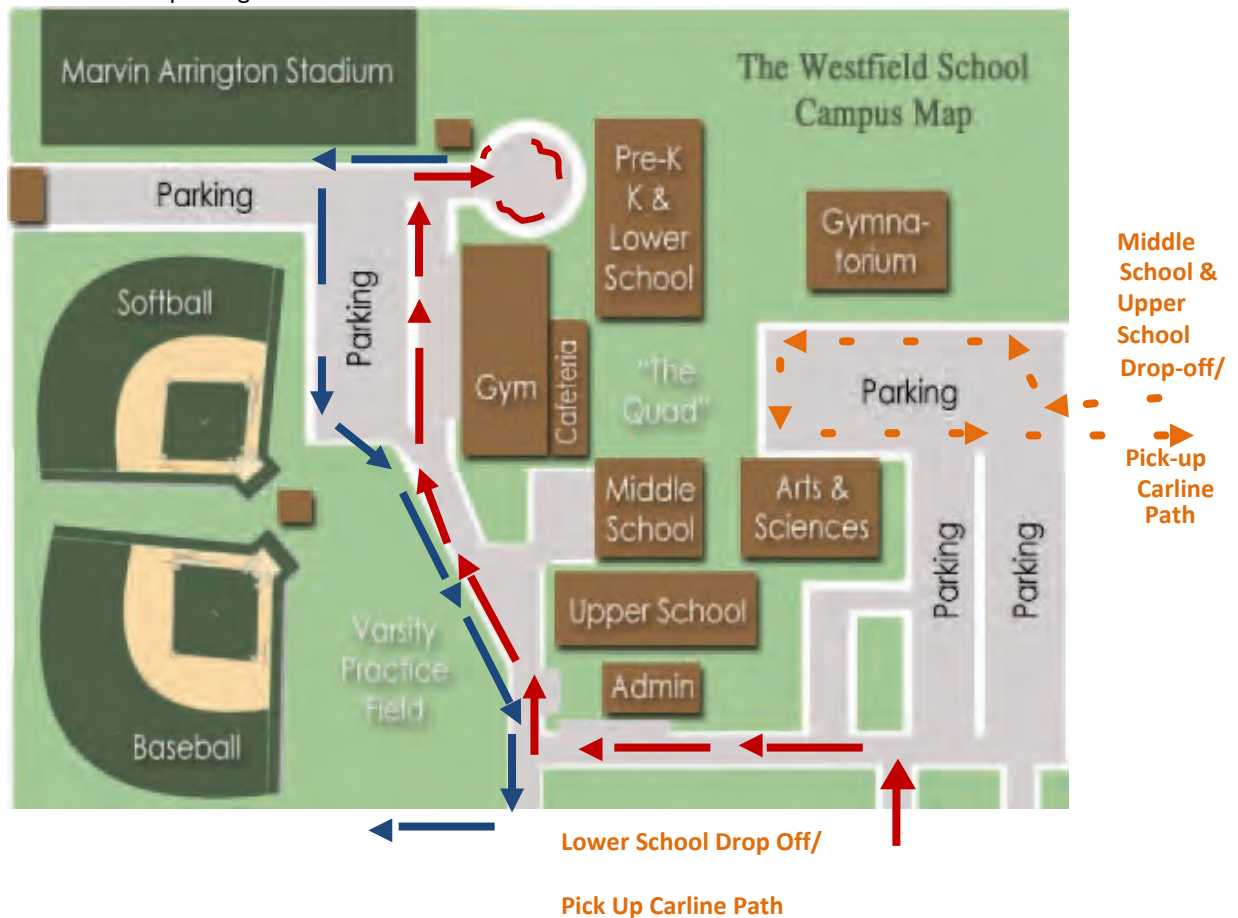 Marvin Arrington Stadium
The Westfield School
Campus Map
Pre-K
K &
Lower
School
Parking
Gymna-
torium
Softball
Parking
Gym
Cafeteria
"The
Quad"
Parking
Middle
School &
Upper
School
Drop-off/
Pick-up
Carline
Path
Middle
School
Arts &
Sciences
Parking
Parking
Upper School
Varsity
Practice
Field
Admin
Baseball
Lower School Drop Off/
Pick Up Carline Path